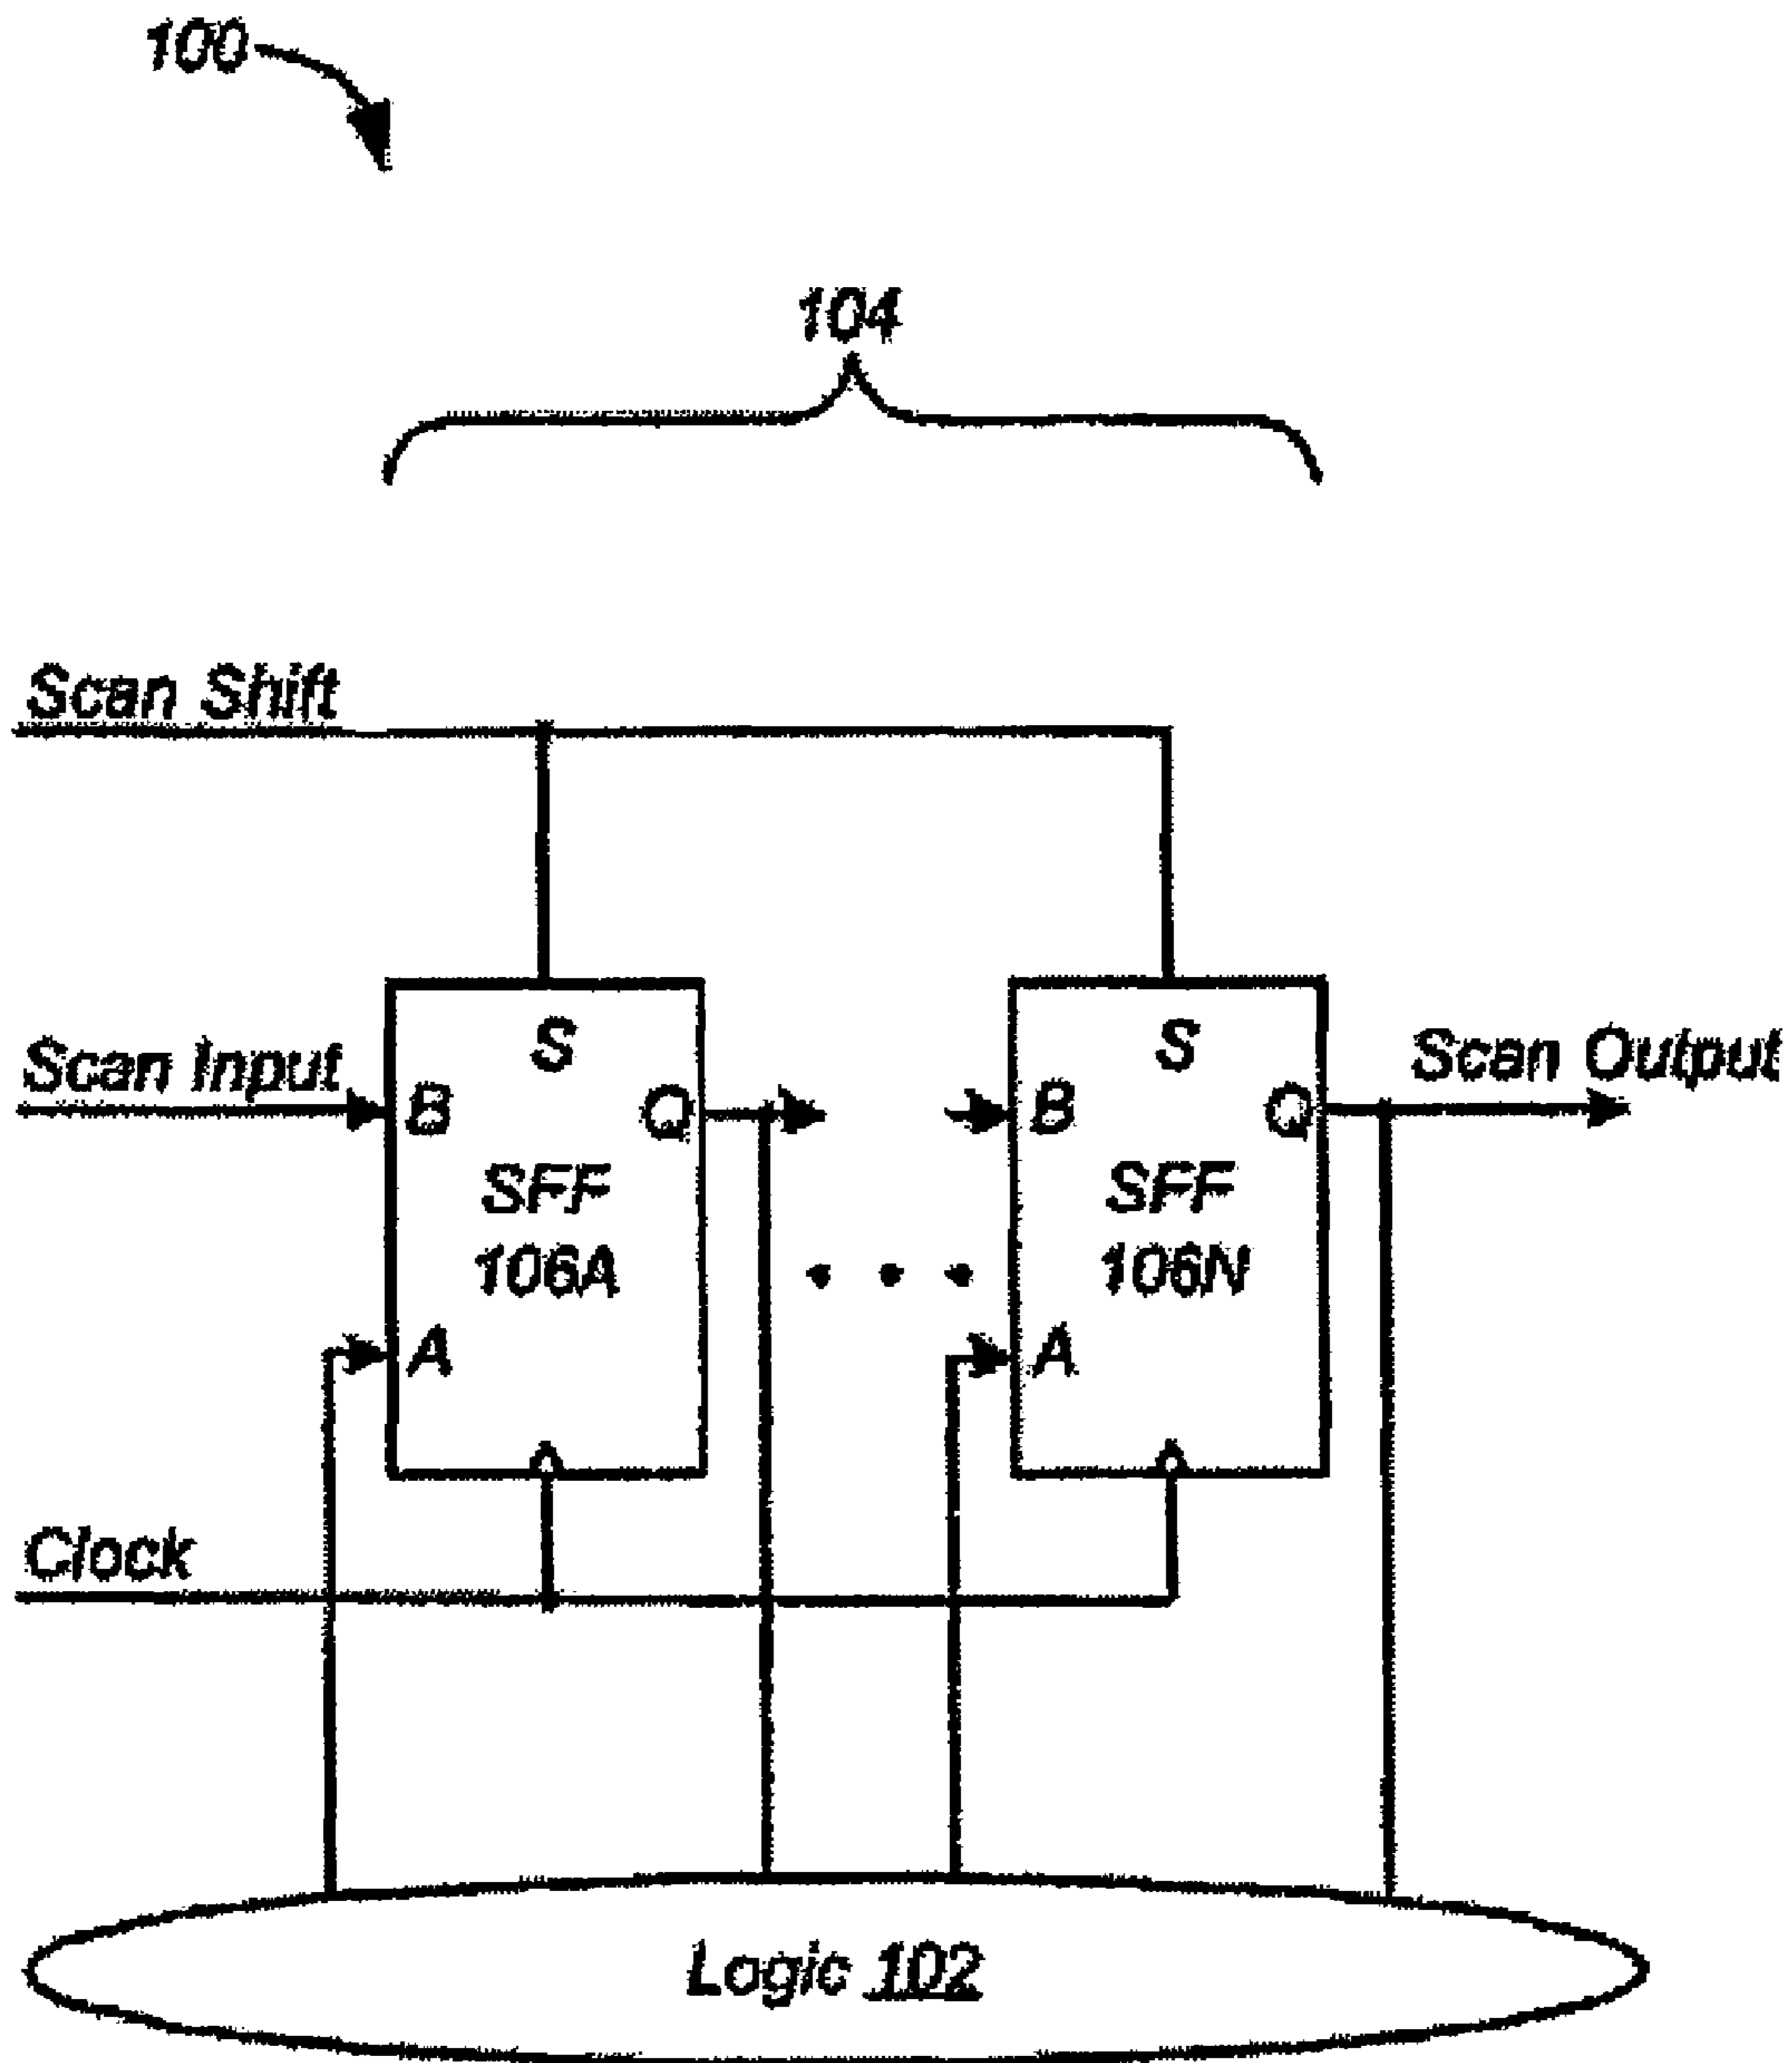 100
104
Scan Shift
S
S
Scan Input
B
Q
B
Q
Scan Output
SFF
106A
SFF
106N
A
A
Clock
Logic 102